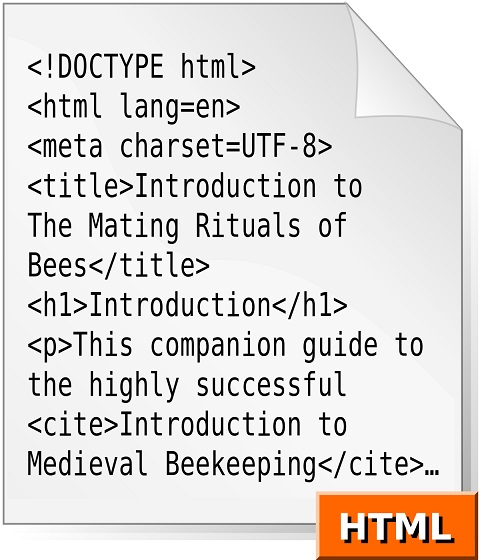 <!DOCTYPE html>
<html lang=en>
<meta charset=UTF-8>
<title>Introduction to
The Mating Rituals of
Bees</title>
<h1>Introduction</h1>
<p>This companion guide to
the highly successful
<cite>Introduction to
Medieval Beekeeping</cite>…
HTML